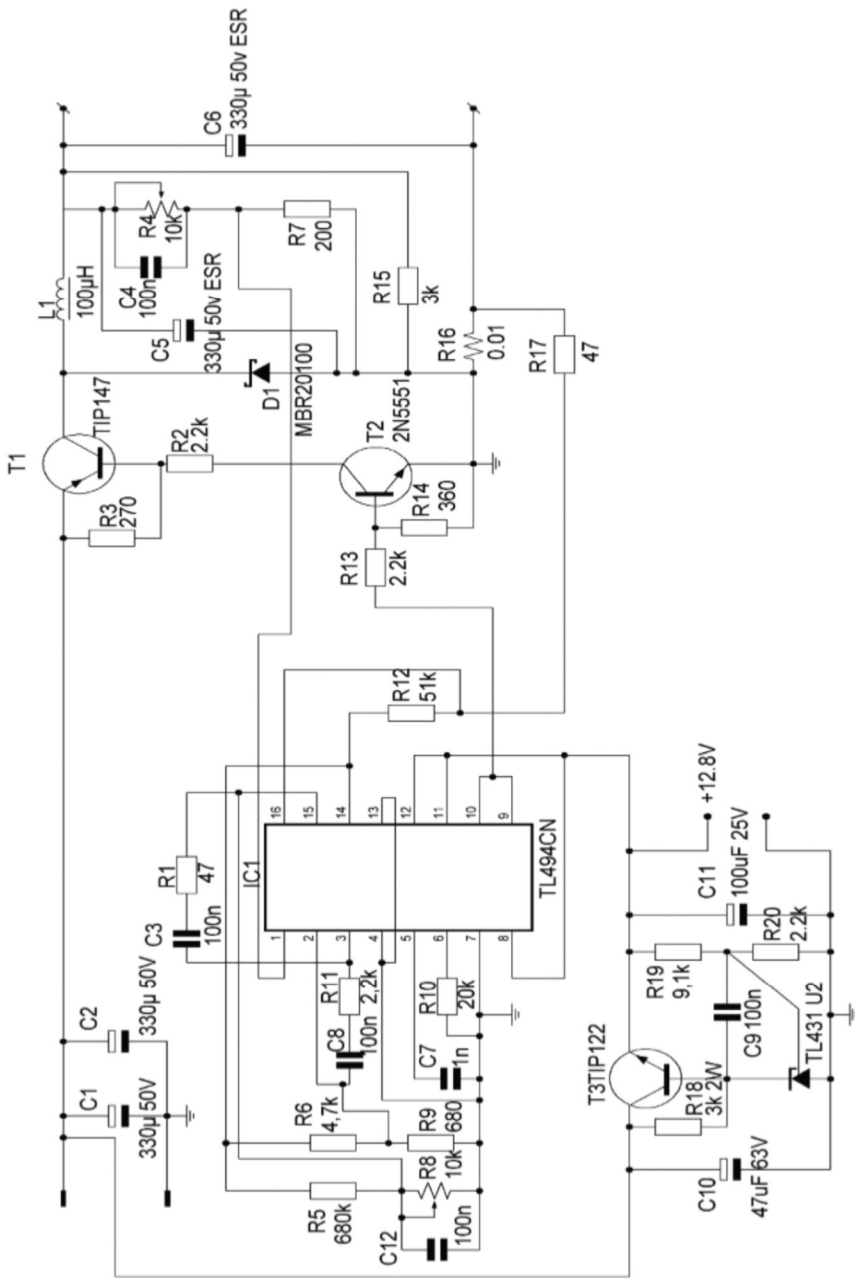 T1
TIP147
R3
270
R2
2.2k
L1
100µH
C5
330µ 50v ESR
C4
100n
R4
10k
R7
200
C6
330µ 50v ESR
D1
MBR20100
R15
3k
T2
2N5551
R13
2.2k
R14
360
R16
0.01
R17
47
R12
51k
C1
330µ 50V
C2
330µ 50V
C3
100n
R1
47
IC1
TL494CN
1
2
3
4
5
6
7
8
16
15
14
13
12
11
10
9
R11
2,2k
C8
100n
R10
20k
C7
1n
R6
4,7k
R9
680
R5
680k
R8
10k
C12
100n
T3TIP122
R18
3k 2W
R19
9,1k
C11
100uF 25V
+12.8V
C9
100n
R20
2.2k
TL431 U2
C10
47uF 63V